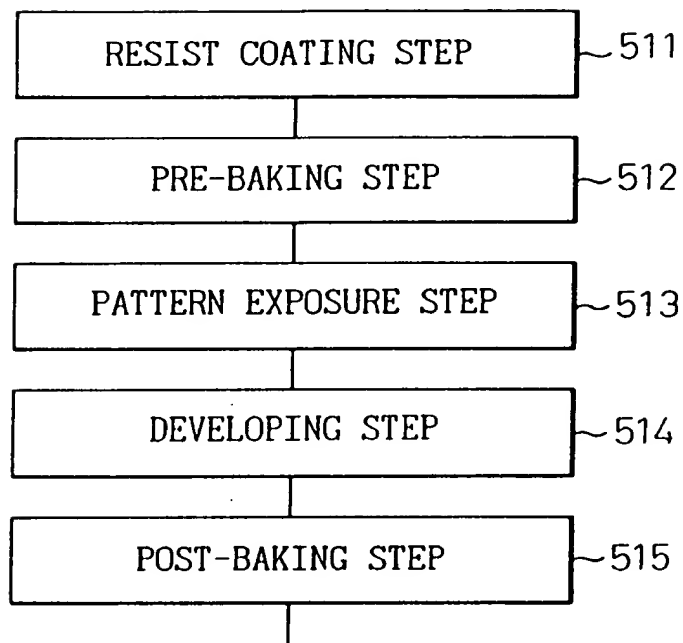 RESIST COATING STEP 511
PRE-BAKING STEP 512
PATTERN EXPOSURE STEP 513
DEVELOPING STEP 514
POST-BAKING STEP 515